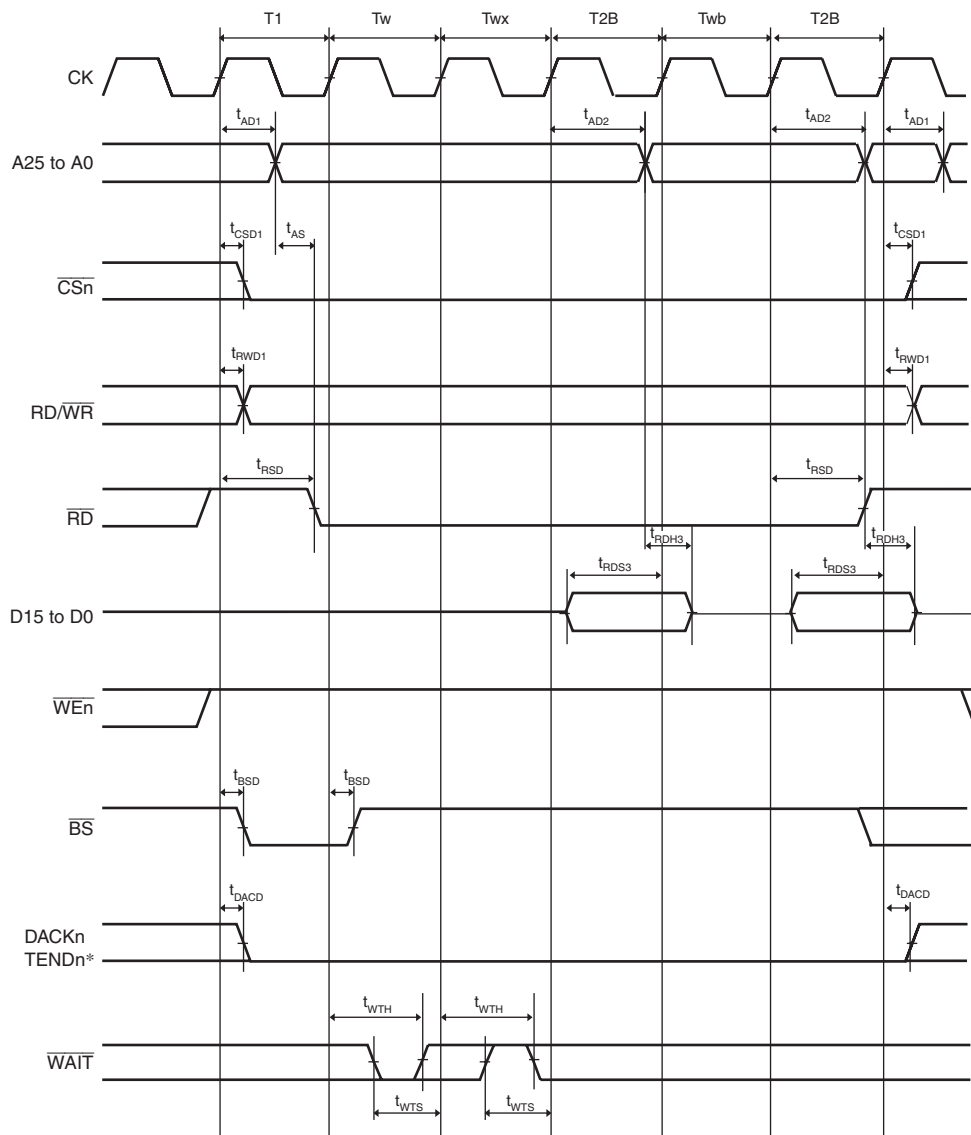 T1 Tw Twx T2B Twb T2B
CK
tAD1 tAD2 tAD2 tAD1
A25 to A0
tCSD1 tAS tCSD1
CSn
tRWD1 tRWD1
RD/WR
tRSD tRSD
RD
tRDH3 tRDH3
tRDS3 tRDS3
D15 to D0
WEn
tBSD tBSD
BS
tDACD tDACD
DACKn
TENDn*
tWTH tWTH
WAIT
tWTS tWTS